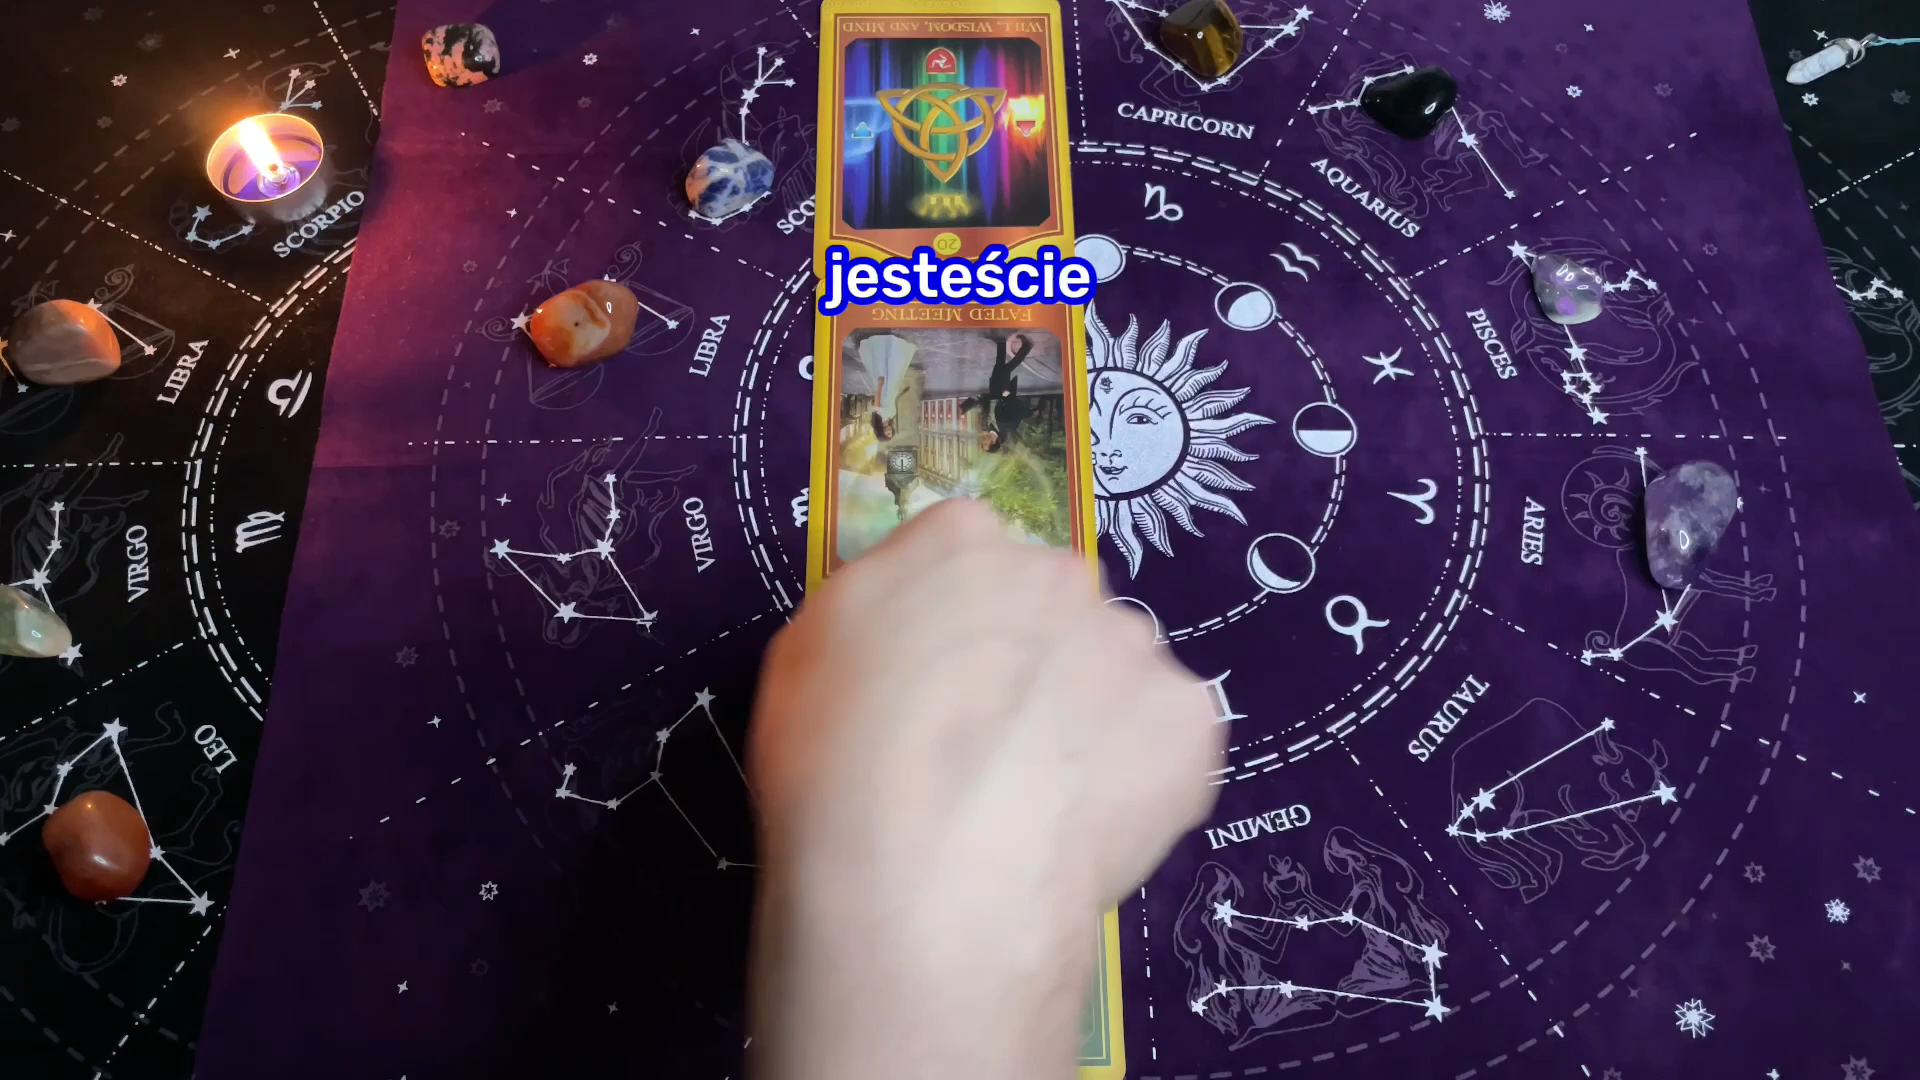 WILL, WISDOM, AND MIND
20
jesteście
FATED MEETING
CAPRICORN
AQUARIUS
PISCES
ARIES
TAURUS
GEMINI
SCORPIO
SCO
LIBRA
LIBRA
VIRGO
VIRGO
LEO